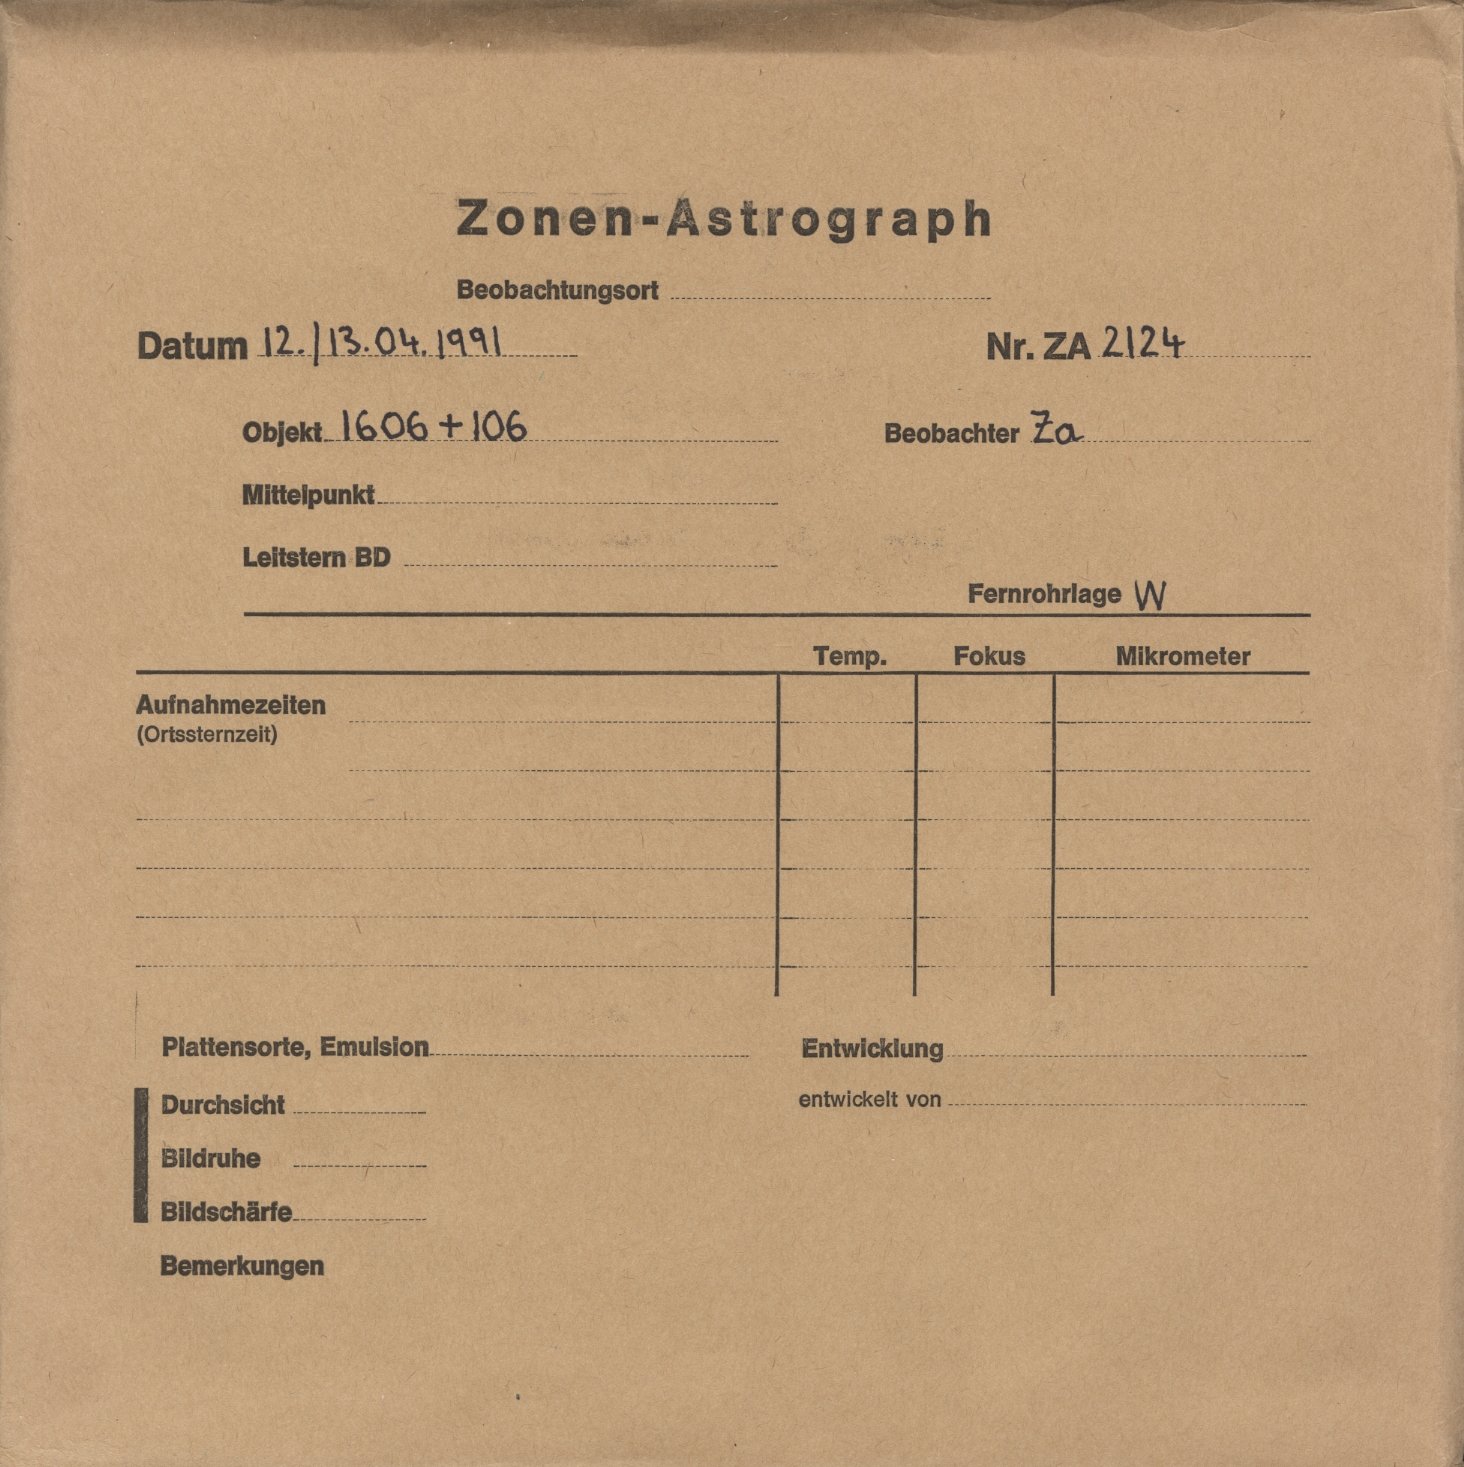 Zonen-Astrograph
Beobachtungsort
Datum 12./13.04.1991 Nr. ZA 2124
Objekt 1606+106 Beobachter Za
Mittelpunkt
Leitstern BD
Fernrohrlage W
Temp. Fokus Mikrometer
Aufnahmezeiten
(Ortssternzeit)
Plattensorte, Emulsion Entwicklung
Durchsicht entwickelt von
Bildruhe
Bildschärfe
Bemerkungen